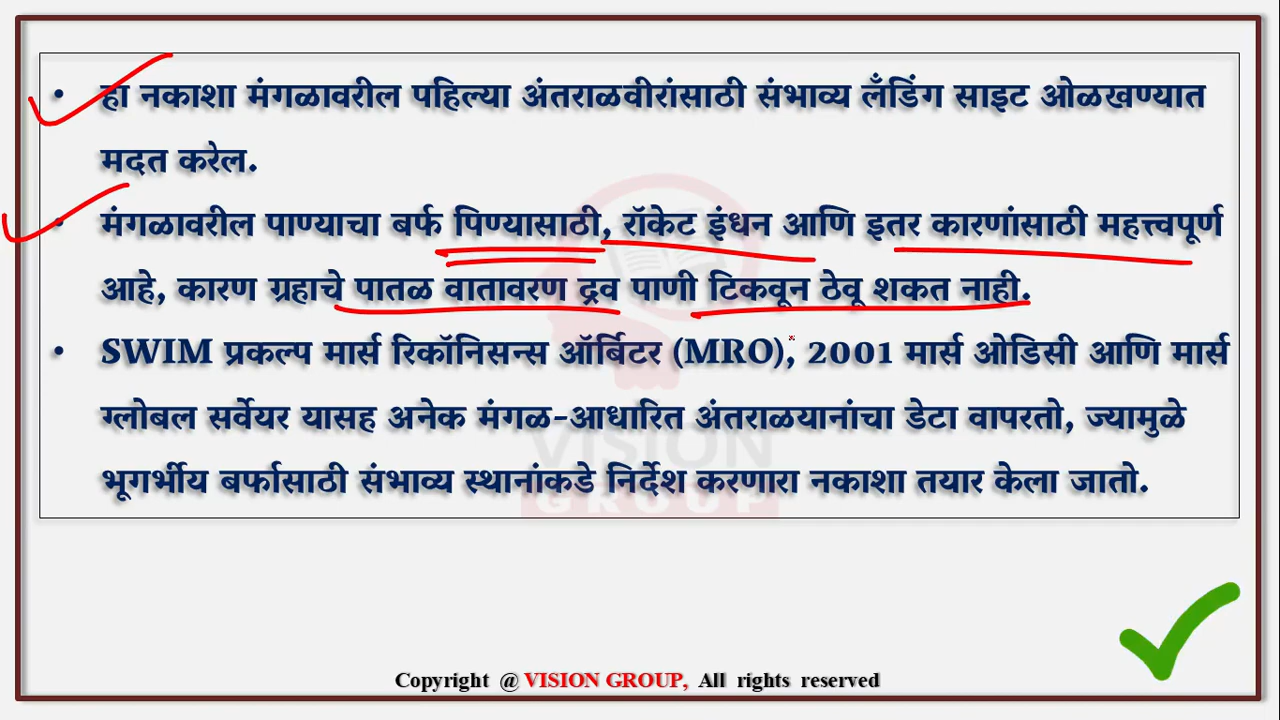 • हा नकाशा मंगळावरील पहिल्या अंतराळवीरांसाठी संभाव्य लँडिंग साइट ओळखण्यात
मदत करेल.
• मंगळावरील पाण्याचा बर्फ पिण्यासाठी, रॉकेट इंधन आणि इतर कारणांसाठी महत्त्वपूर्ण
आहे, कारण ग्रहाचे पातळ वातावरण द्रव पाणी टिकवून ठेवू शकत नाही.
• SWIM प्रकल्प मार्स रिकॉनिसन्स ऑर्बिटर (MRO), 2001 मार्स ओडिसी आणि मार्स
ग्लोबल सर्वेयर यासह अनेक मंगळ-आधारित अंतराळयानांचा डेटा वापरतो, ज्यामुळे
भूगर्भीय बर्फासाठी संभाव्य स्थानांकडे निर्देश करणारा नकाशा तयार केला जातो.
VISION
GROUP
Copyright @ VISION GROUP, All rights reserved